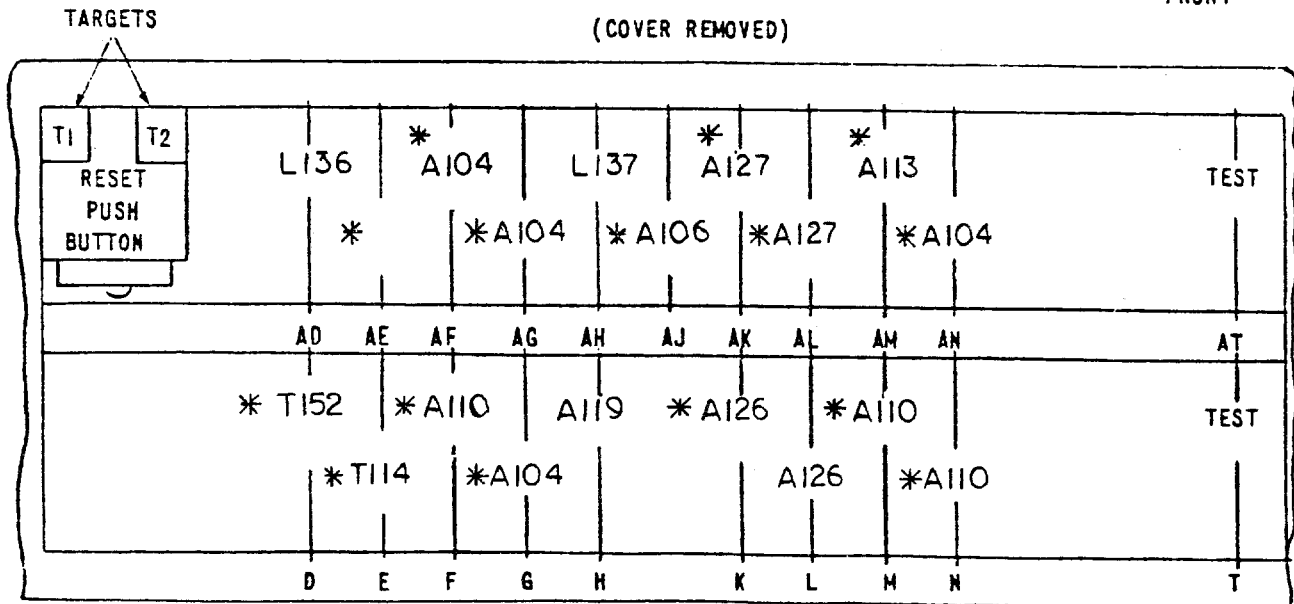 TARGETS
(COVER REMOVED)
T1 T2
RESET
PUSH
BUTTON
L136 * A104 L137 * A127 * A113 TEST
* *A104 *A106 *A127 *A104
AD AE AF AG AH AJ AK AL AM AN AT
* T152 *A110 A119 *A126 *A110 TEST
*T114 *A104 A126 *A110
D E F G H K L M N T